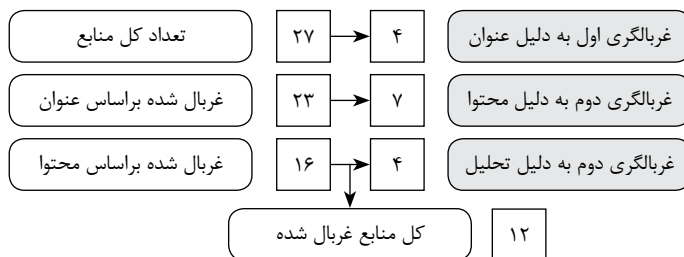 غربالگری اول به دلیل عنوان ۴ ۲۷ تعداد کل منابع
غربالگری دوم به دلیل محتوا ۷ ۲۳ غربال شده براساس عنوان
غربالگری دوم به دلیل تحلیل ۴ ۱۶ غربال شده براساس محتوا
۱۲ کل منابع غربال شده